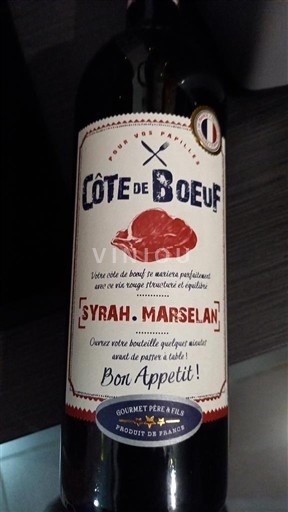 POUR VOS PAPILLES
CÔTE DE BOEUF
VINIOU
Votre côte de bœuf se mariera parfaitement
avec ce vin rouge structuré et équilibré
SYRAH. MARSELAN
Ouvrez votre bouteille quelques minutes
avant de passer à table !
Bon Appetit !
GOURMET PÈRE & FILS
PRODUIT DE FRANCE